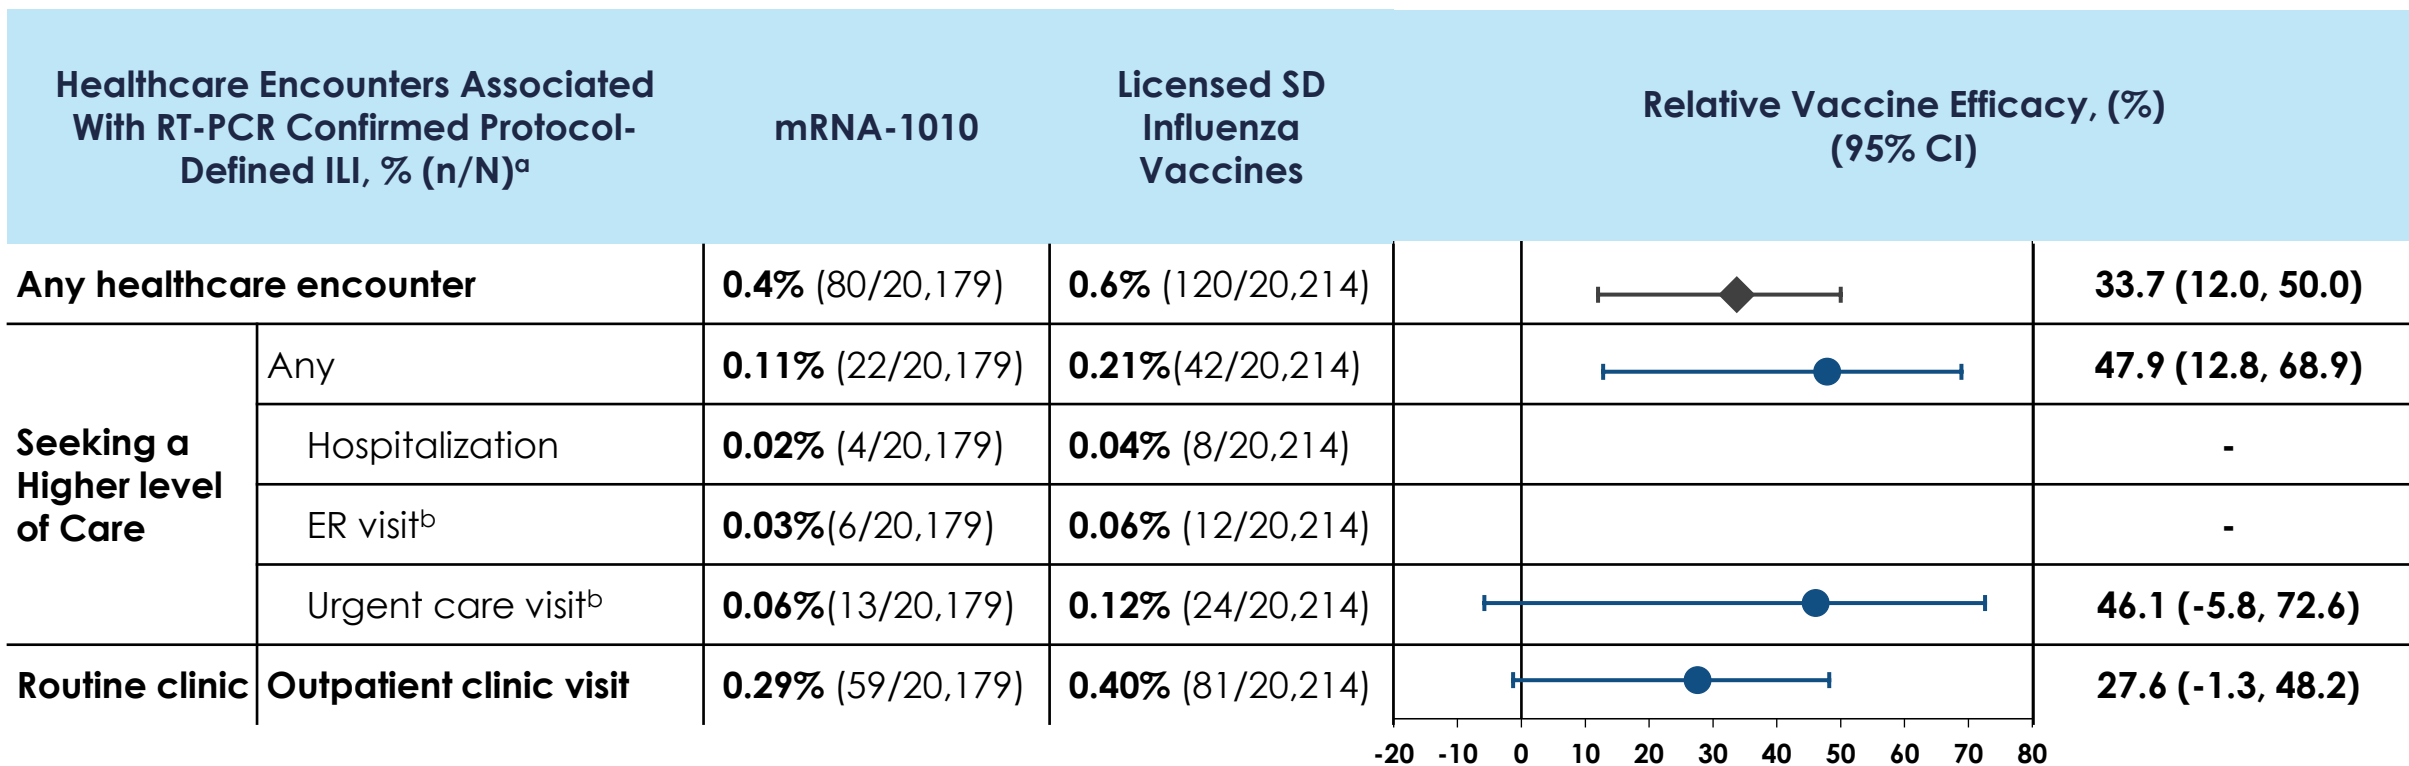 Healthcare Encounters Associated
With RT-PCR Confirmed Protocol-
Defined ILI, % (n/N)ᵃ
mRNA-1010
Licensed SD
Influenza
Vaccines
Relative Vaccine Efficacy, (%)
(95% CI)
Any healthcare encounter
0.4% (80/20,179)
0.6% (120/20,214)
33.7 (12.0, 50.0)
Seeking a
Higher level
of Care
Any
0.11% (22/20,179)
0.21%(42/20,214)
47.9 (12.8, 68.9)
Hospitalization
0.02% (4/20,179)
0.04% (8/20,214)
-
ER visitᵇ
0.03%(6/20,179)
0.06% (12/20,214)
-
Urgent care visitᵇ
0.06%(13/20,179)
0.12% (24/20,214)
46.1 (-5.8, 72.6)
Routine clinic
Outpatient clinic visit
0.29% (59/20,179)
0.40% (81/20,214)
27.6 (-1.3, 48.2)
-20 -10 0 10 20 30 40 50 60 70 80